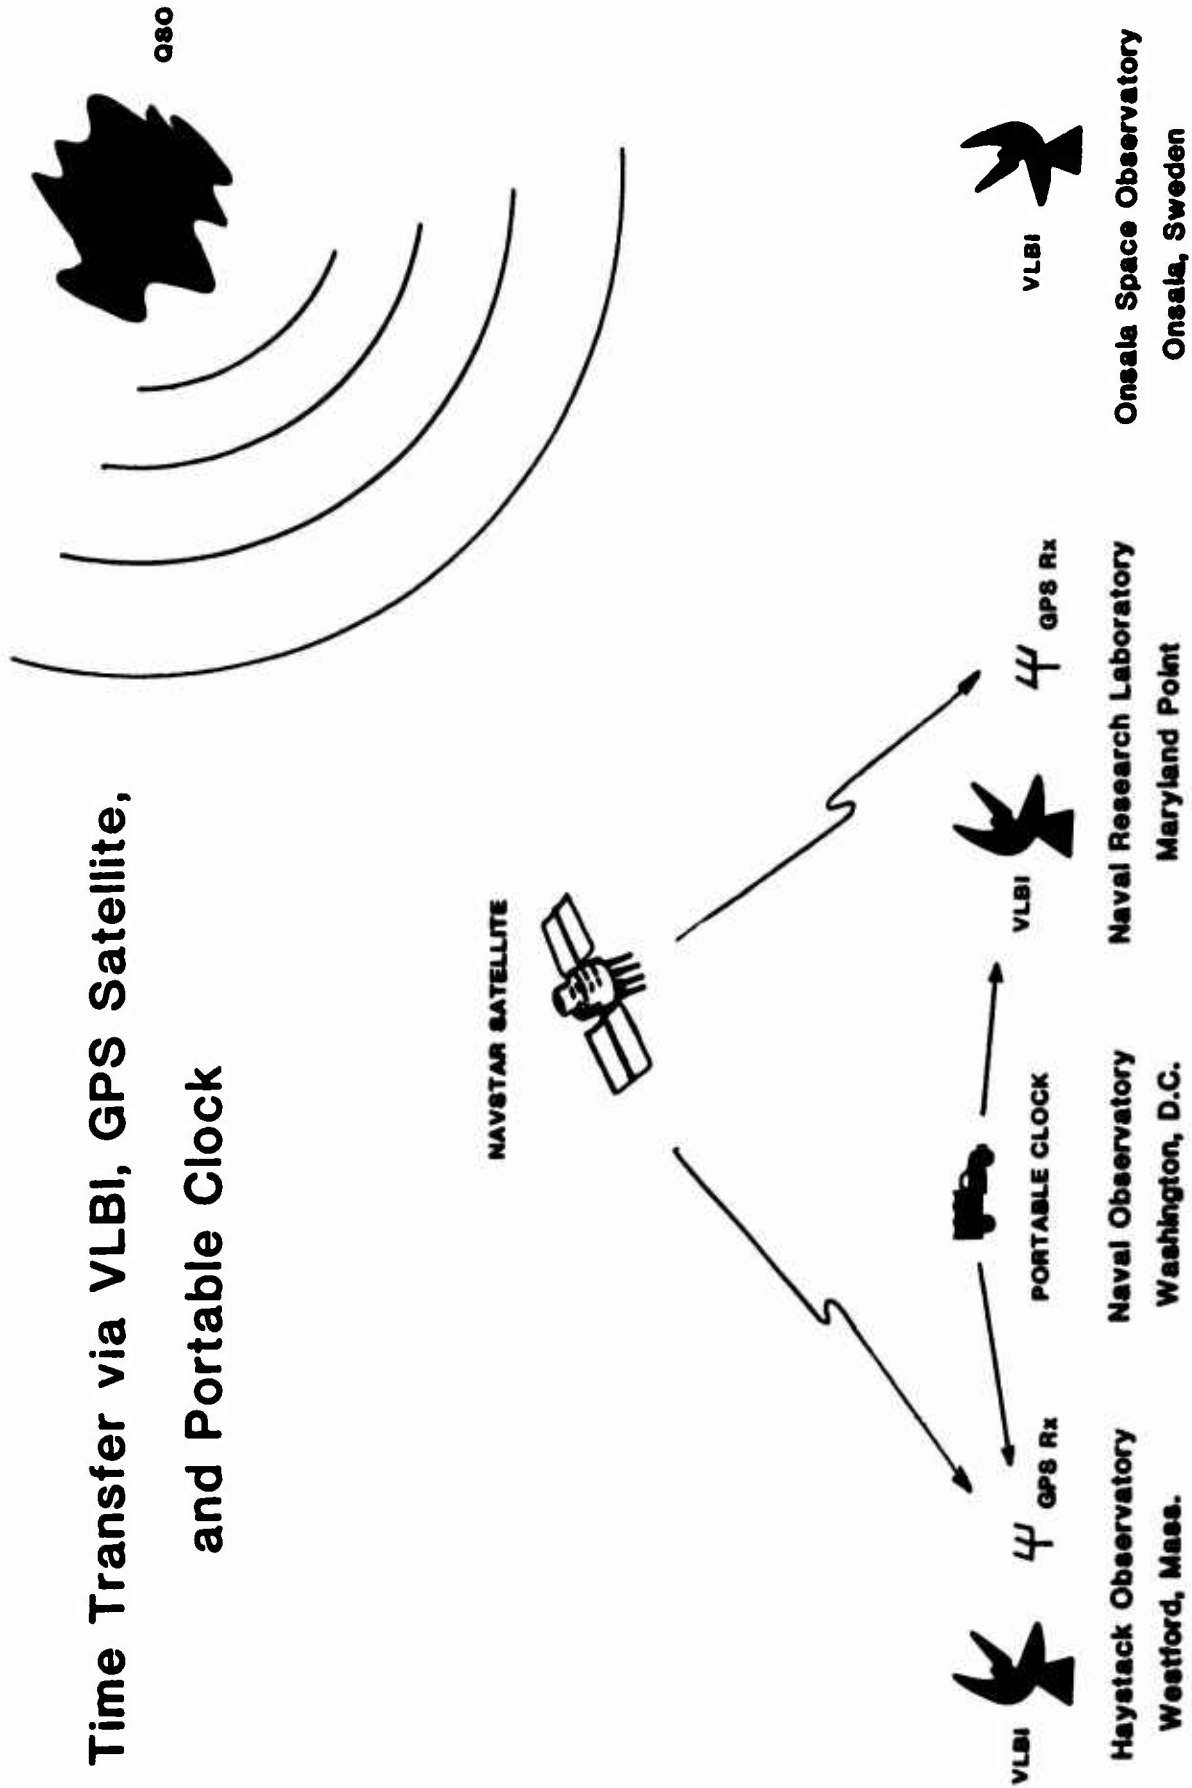 Time Transfer via VLBI, GPS Satellite,
and Portable Clock
QSO
NAVSTAR SATELLITE
VLBI
GPS Rx
PORTABLE CLOCK
VLBI
GPS Rx
VLBI
Haystack Observatory
Westford, Mass.
Naval Observatory
Washington, D.C.
Naval Research Laboratory
Maryland Point
Onsala Space Observatory
Onsala, Sweden